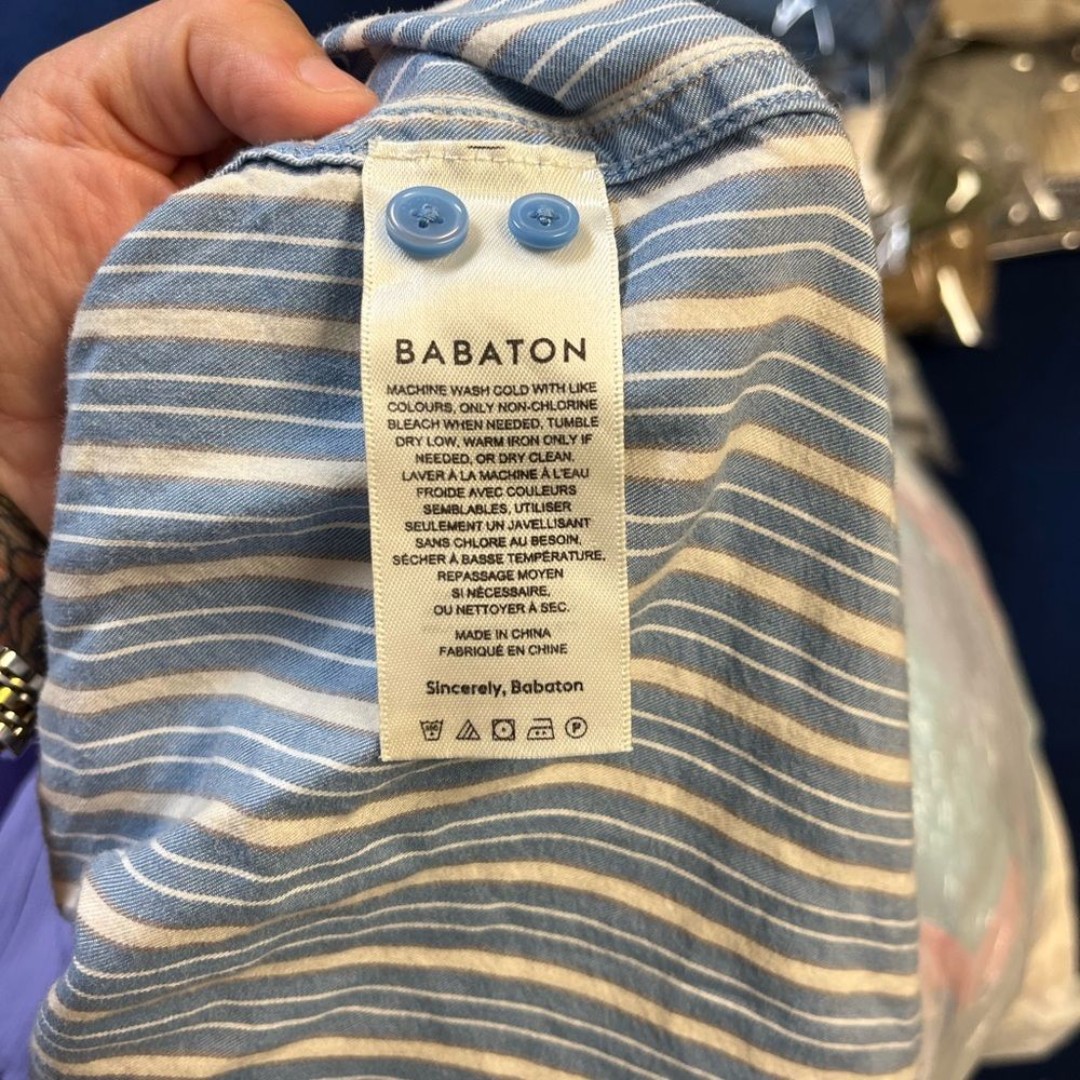 BABATON
MACHINE WASH COLD WITH LIKE
COLOURS, ONLY NON-CHLORINE
BLEACH WHEN NEEDED, TUMBLE
DRY LOW, WARM IRON ONLY IF
NEEDED, OR DRY CLEAN.
LAVER À LA MACHINE À L'EAU
FROIDE AVEC COULEURS
SEMBLABLES, UTILISER
SEULEMENT UN JAVELLISANT
SANS CHLORE AU BESOIN,
SÉCHER À BASSE TEMPÉRATURE,
REPASSAGE MOYEN
SI NÉCESSAIRE,
OU NETTOYER À SEC.
MADE IN CHINA
FABRIQUÉ EN CHINE
Sincerely, Babaton
P